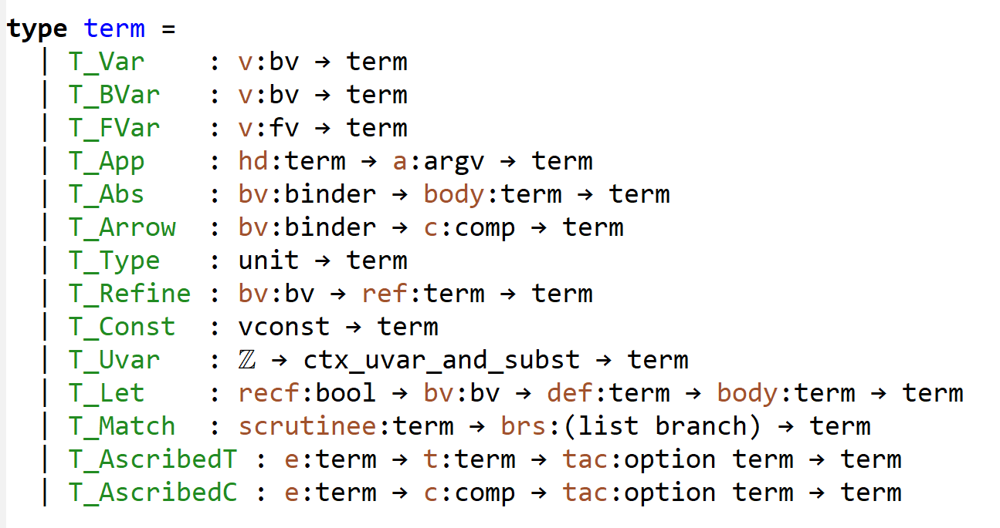 type term =
| T_Var : v:bv → term
| T_BVar : v:bv → term
| T_FVar : v:fv → term
| T_App : hd:term → a:argv → term
| T_Abs : bv:binder → body:term → term
| T_Arrow : bv:binder → c:comp → term
| T_Type : unit → term
| T_Refine : bv:bv → ref:term → term
| T_Const : vconst → term
| T_Uvar : ℤ → ctx_uvar_and_subst → term
| T_Let : recf:bool → bv:bv → def:term → body:term → term
| T_Match : scrutinee:term → brs:(list branch) → term
| T_AscribedT : e:term → t:term → tac:option term → term
| T_AscribedC : e:term → c:comp → tac:option term → term